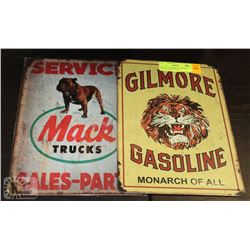 SERVIC
Mack
TRUCKS
SALES-PAR
GILMORE
GASOLINE
MONARCH OF ALL